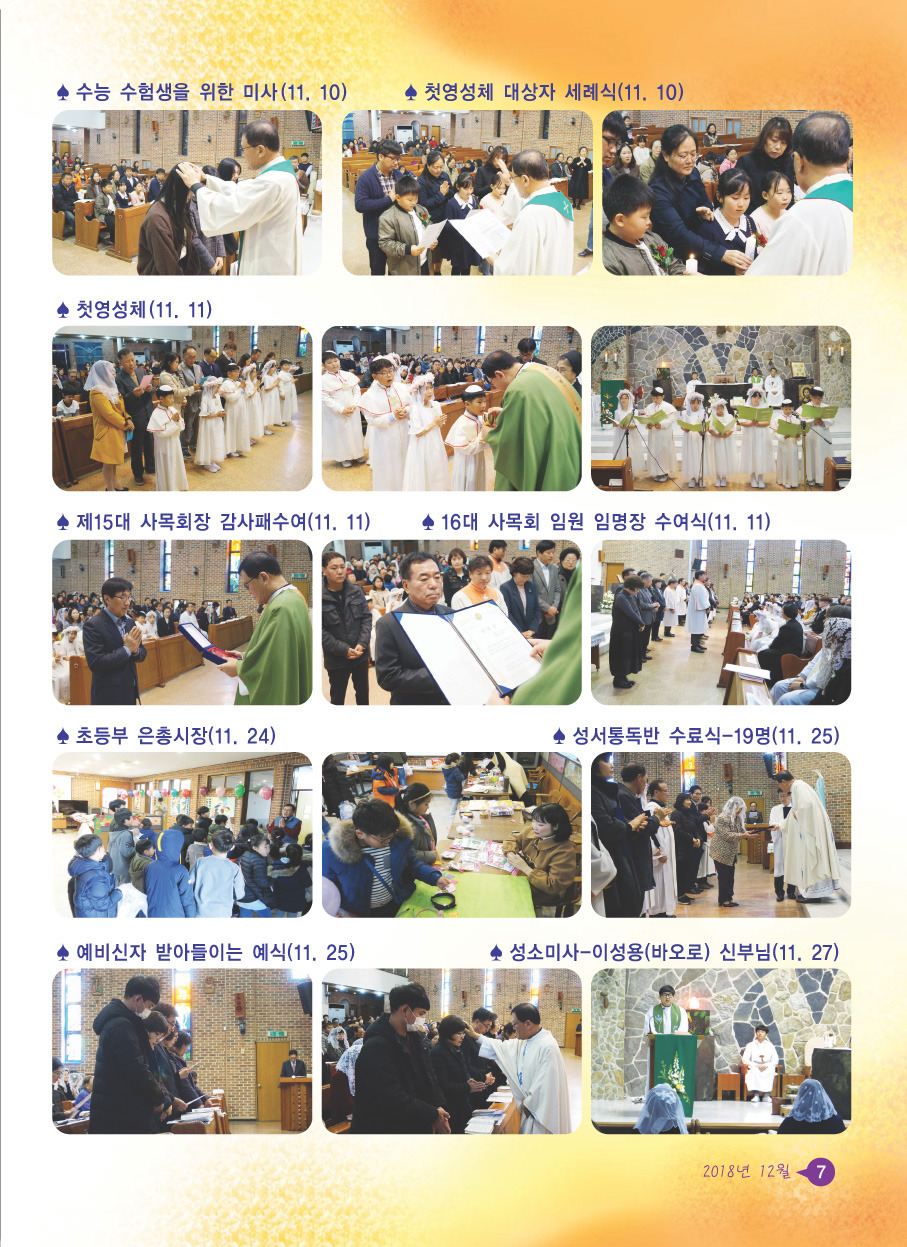 ♠ 수능 수험생을 위한 미사(11. 10)
♠ 첫영성체 대상자 세례식(11. 10)
♠ 첫영성체(11. 11)
♠ 제15대 사목회장 감사패수여(11. 11)
♠ 16대 사목회 임원 임명장 수여식(11. 11)
♠ 초등부 은총시장(11. 24)
♠ 성서통독반 수료식-19명(11. 25)
♠ 예비신자 받아들이는 예식(11. 25)
♠ 성소미사-이성용(바오로) 신부님(11. 27)
2018년 12월 7